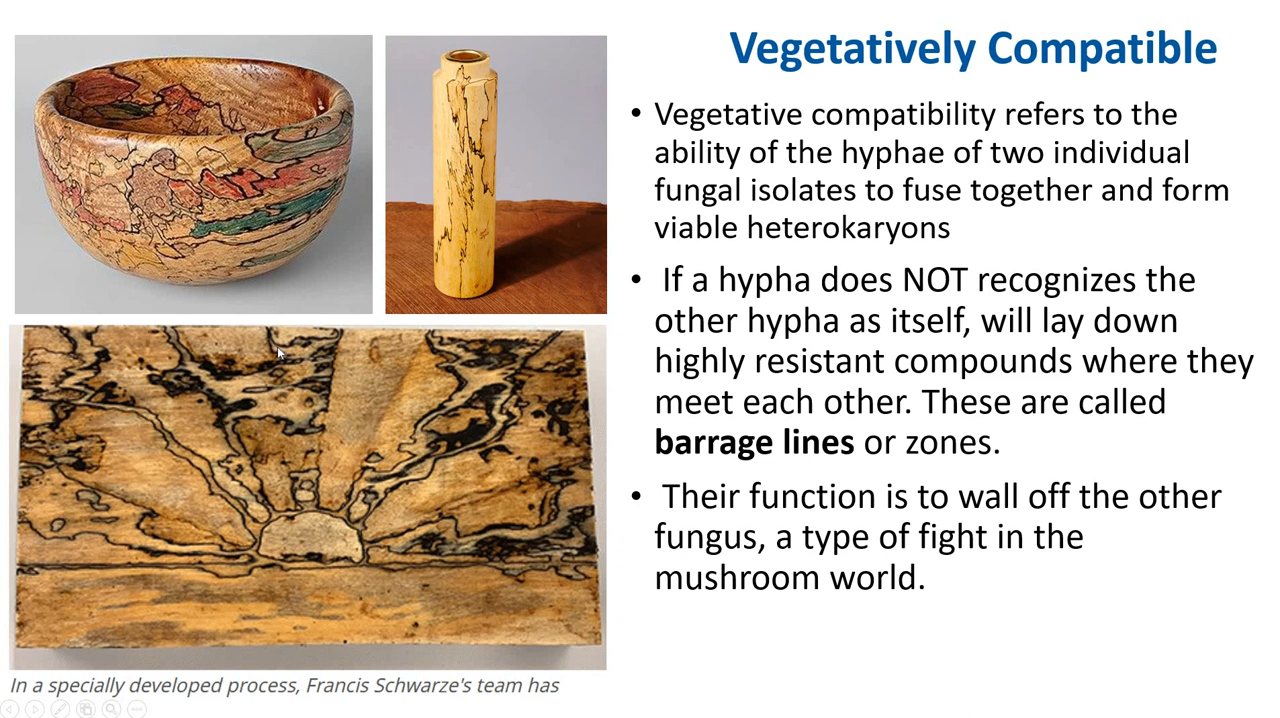 Vegetatively Compatible
• Vegetative compatibility refers to the
ability of the hyphae of two individual
fungal isolates to fuse together and form
viable heterokaryons
• If a hypha does NOT recognizes the
other hypha as itself, will lay down
highly resistant compounds where they
meet each other. These are called
barrage lines or zones.
• Their function is to wall off the other
fungus, a type of fight in the
mushroom world.
In a specially developed process, Francis Schwarze's team has